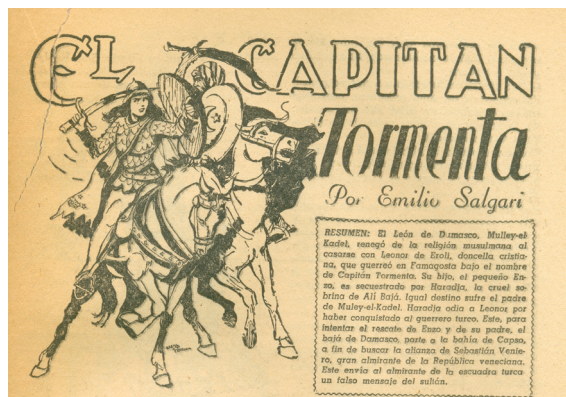 EL CAPITAN
Tormenta
Por Emilio Salgari
RESUMEN: El León de Damasco, Mulley-el-
Kadel, renegó de la religión musulmana al
casarse con Leonor de Eroli, doncella cristia-
na, que guerreó en Famagosta bajo el nombre
de Capitán Tormenta. Su hijo, el pequeño En-
zo, es secuestrado por Haradja, la cruel so-
brina de Alí Bajá. Igual destino sufre el padre
de Muley-el-Kadel. Haradja odia a Leonor por
haber conquistado al guerrero turco. Este, para
intentar el rescate de Enzo y de su padre, el
bajá de Damasco, parte a la bahía de Capso,
a fin de buscar la alianza de Sebastián Venie-
ro, gran almirante de la República veneciana.
Este envía al almirante de la escuadra turca
un falso mensaje del sultán.